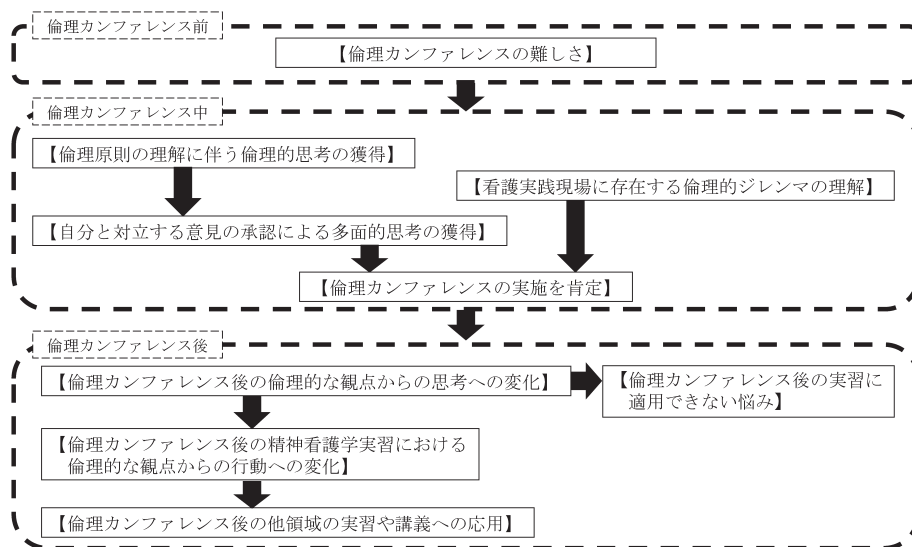 倫理カンファレンス前
【倫理カンファレンスの難しさ】
倫理カンファレンス中
【倫理原則の理解に伴う倫理的思考の獲得】
【看護実践現場に存在する倫理的ジレンマの理解】
【自分と対立する意見の承認による多面的思考の獲得】
【倫理カンファレンスの実施を肯定】
倫理カンファレンス後
【倫理カンファレンス後の倫理的な観点からの思考への変化】
【倫理カンファレンス後の実習に
適用できない悩み】
【倫理カンファレンス後の精神看護学実習における
倫理的な観点からの行動への変化】
【倫理カンファレンス後の他領域の実習や講義への応用】